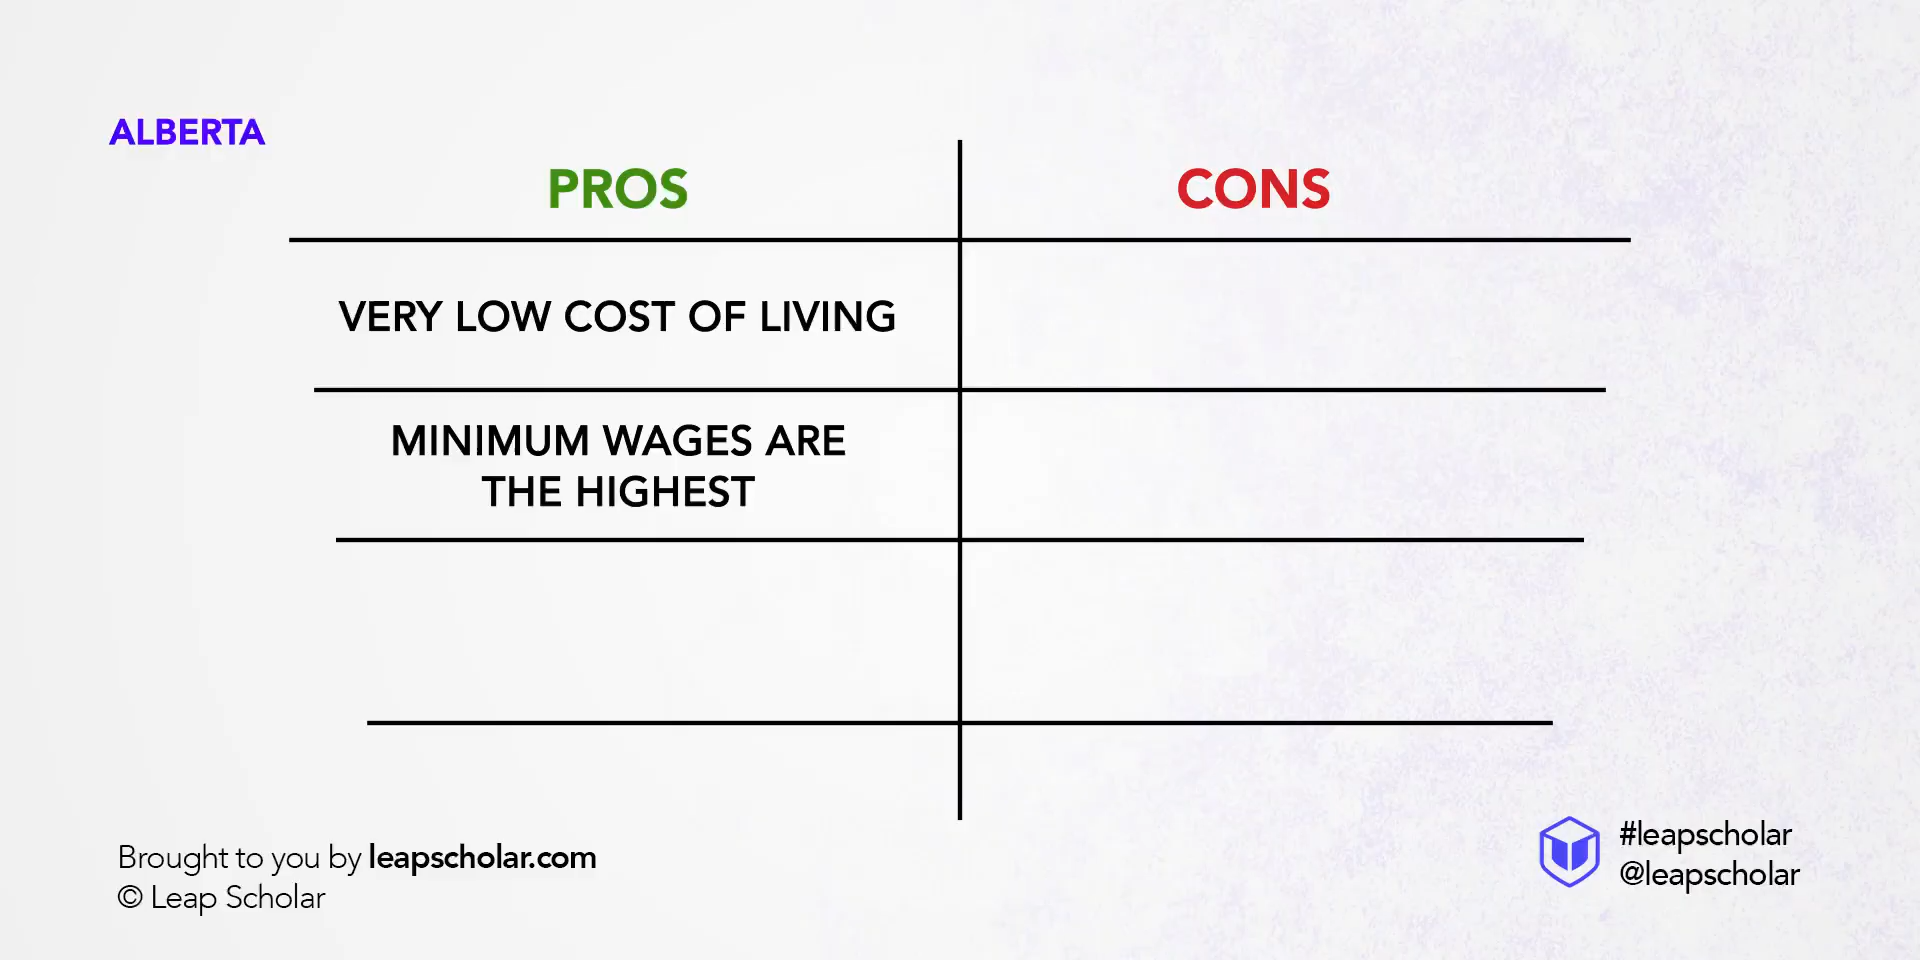 ALBERTA
PROS
CONS
VERY LOW COST OF LIVING
MINIMUM WAGES ARE
THE HIGHEST
Brought to you by leapscholar.com
© Leap Scholar
#leapscholar
@leapscholar